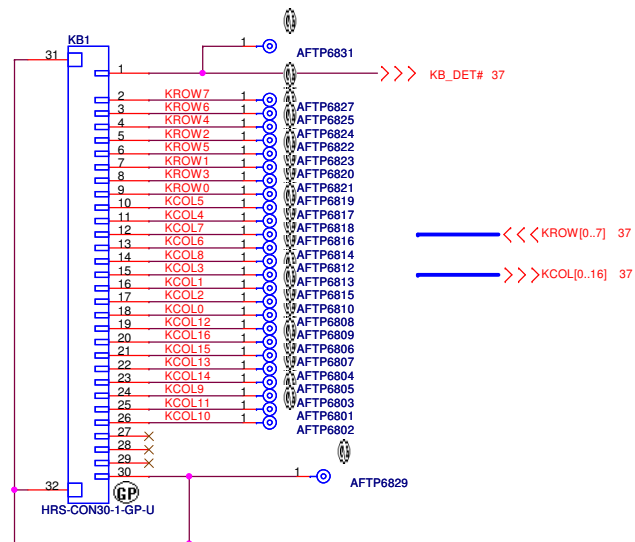 KB1
31
1
AFTP6831
1
KB_DET# 37
2 KROW7 1
AFTP6827
3 KROW6 1
AFTP6825
4 KROW4 1
AFTP6824
5 KROW2 1
AFTP6822
6 KROW5 1
AFTP6823
7 KROW1 1
AFTP6820
8 KROW3 1
AFTP6821
9 KROW0 1
AFTP6819
10 KCOL5 1
AFTP6817
11 KCOL4 1
AFTP6818
12 KCOL7 1
KROW[0..7] 37
AFTP6816
13 KCOL6 1
AFTP6814
14 KCOL8 1
AFTP6812
15 KCOL3 1
KCOL[0..16] 37
AFTP6813
16 KCOL1 1
AFTP6815
17 KCOL2 1
AFTP6810
18 KCOL0 1
AFTP6808
19 KCOL12 1
AFTP6809
20 KCOL16 1
AFTP6806
21 KCOL15 1
AFTP6807
22 KCOL13 1
AFTP6804
23 KCOL14 1
AFTP6805
24 KCOL9 1
AFTP6803
25 KCOL11 1
AFTP6801
26 KCOL10 1
AFTP6802
27
28
29
30
1
AFTP6829
32
GP
HRS-CON30-1-GP-U